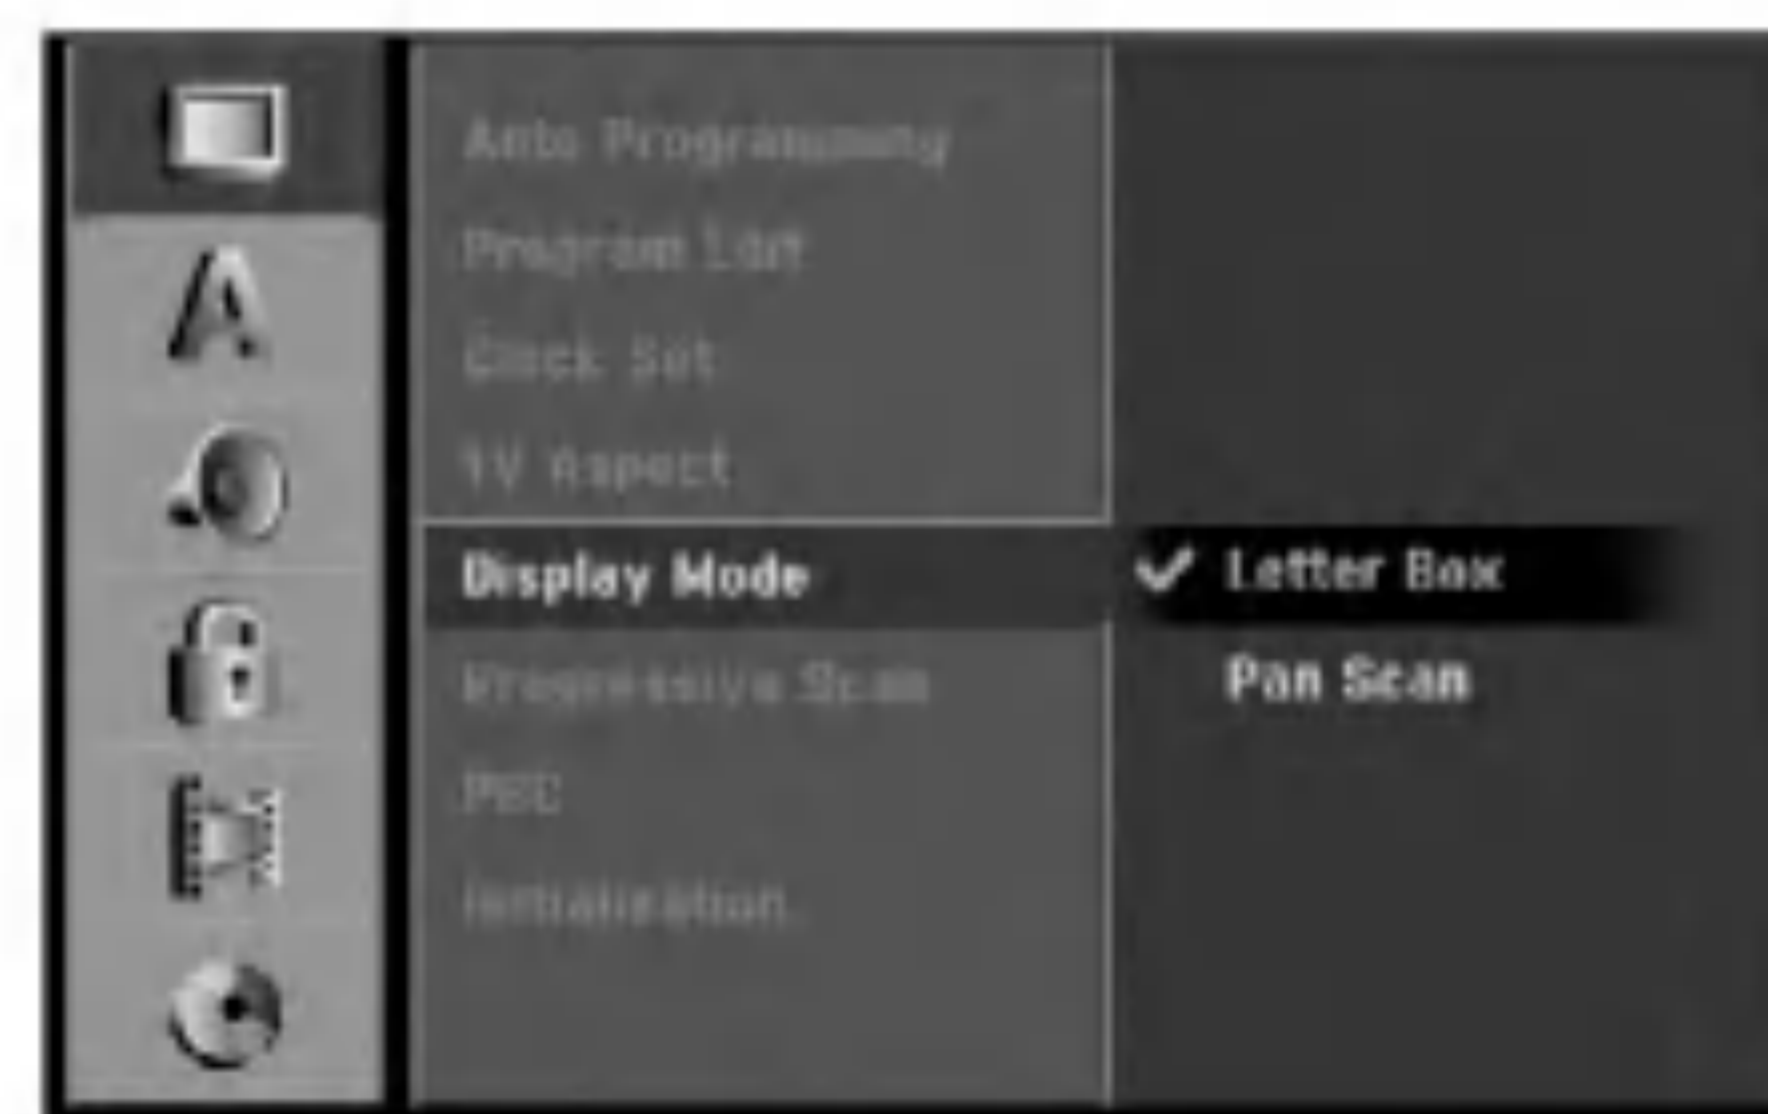 Auto Programming
Program Edit
Clock Set
TV Aspect
Display Mode
Letter Box
Pan Scan
Progressive Scan
PBC
Initialization